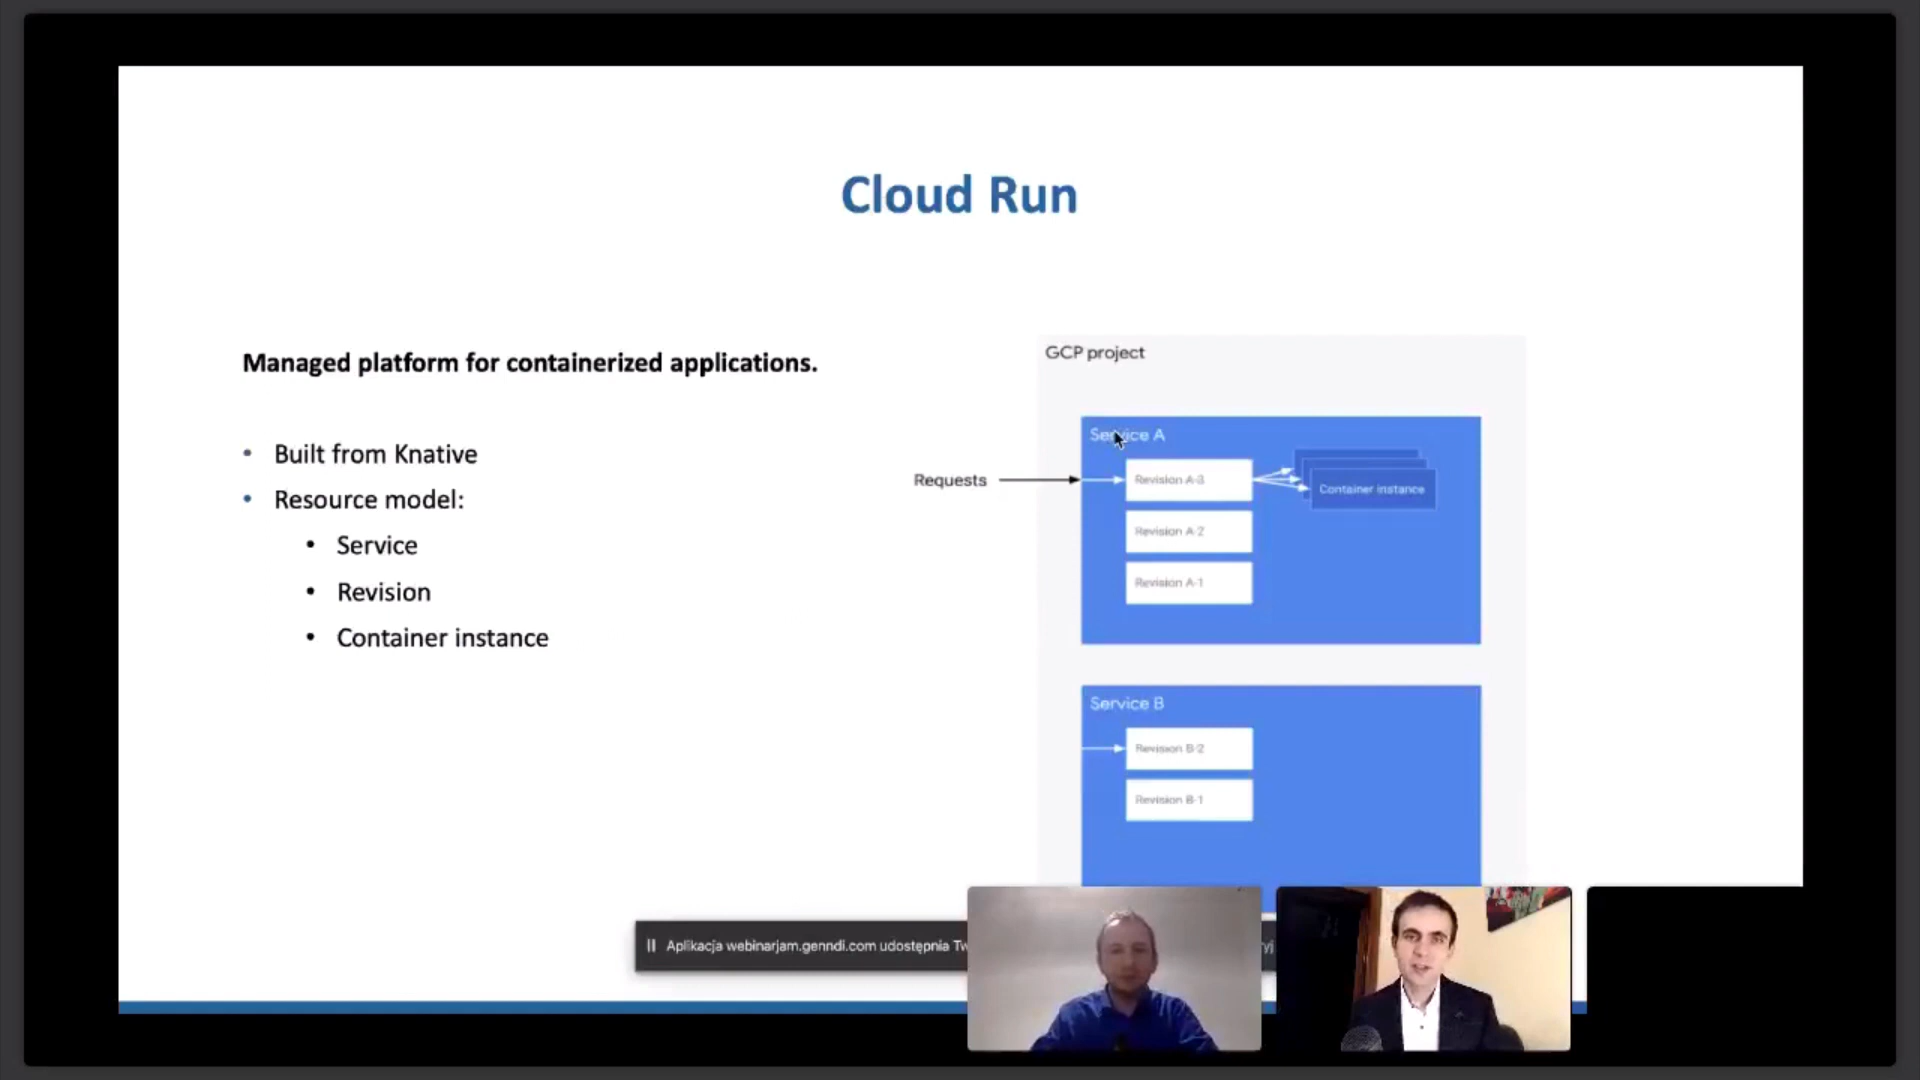 Cloud Run
Managed platform for containerized applications.
• Built from Knative
• Resource model:
• Service
• Revision
• Container instance
GCP project
Service A
Requests
Revision A-3
Container instance
Revision A-2
Revision A-1
Service B
Revision B-2
Revision B-1
Aplikacja webinarjam.genndi.com udostępnia Tw
yj